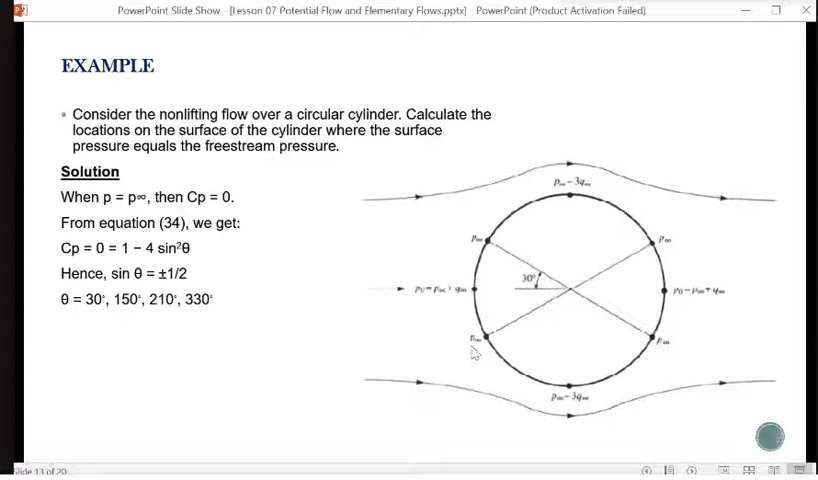 PowerPoint Slide Show - [Lesson 07 Potential Flow and Elementary Flows.pptx] - PowerPoint (Product Activation Failed)
EXAMPLE
Consider the nonlifting flow over a circular cylinder. Calculate the
locations on the surface of the cylinder where the surface
pressure equals the freestream pressure.
Solution
When p = p∞, then Cp = 0.
From equation (34), we get:
Cp = 0 = 1 − 4 sin²θ
Hence, sin θ = ±1/2
θ = 30°, 150°, 210°, 330°
p∞ − 3q∞
p∞
p∞
30°
p₀ = p∞ + q∞
p₀ = p∞ + q∞
p∞
p∞
p∞ − 3q∞
Slide 13 of 20